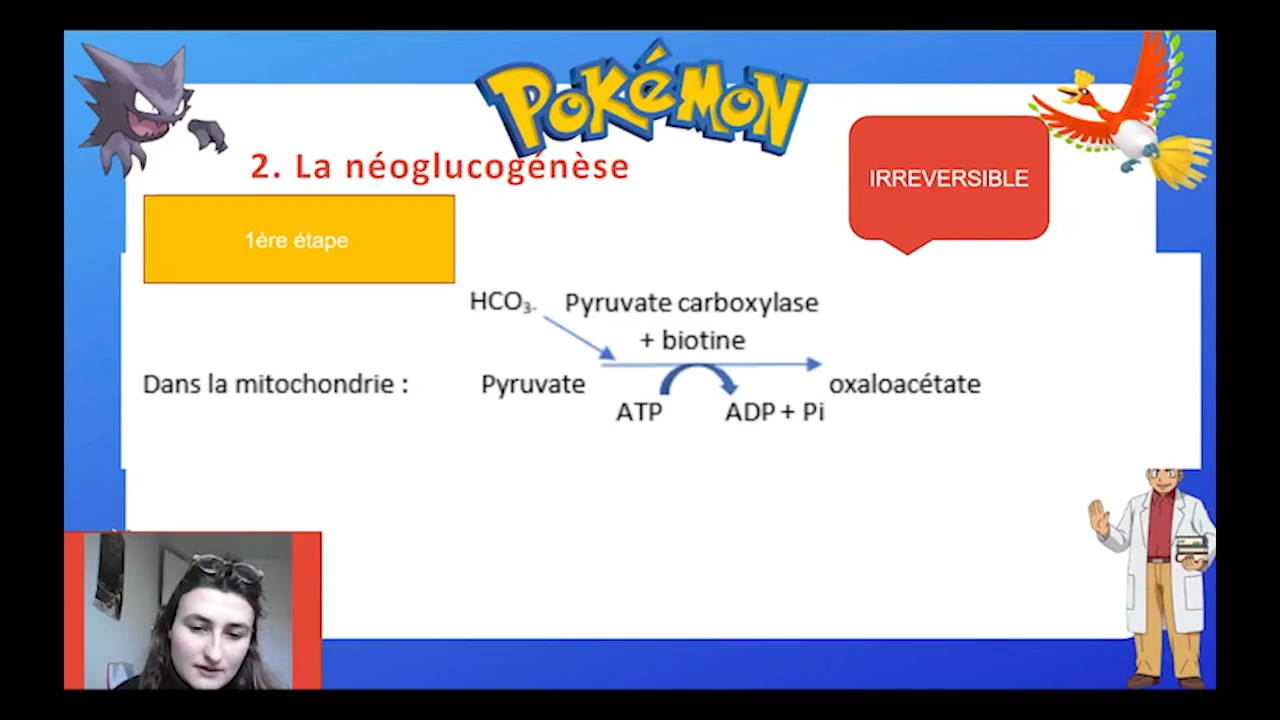 POKéMON
2. La néoglucogénèse
IRREVERSIBLE
1ère étape
HCO3- Pyruvate carboxylase
+ biotine
Dans la mitochondrie : Pyruvate oxaloacétate
ATP ADP + Pi